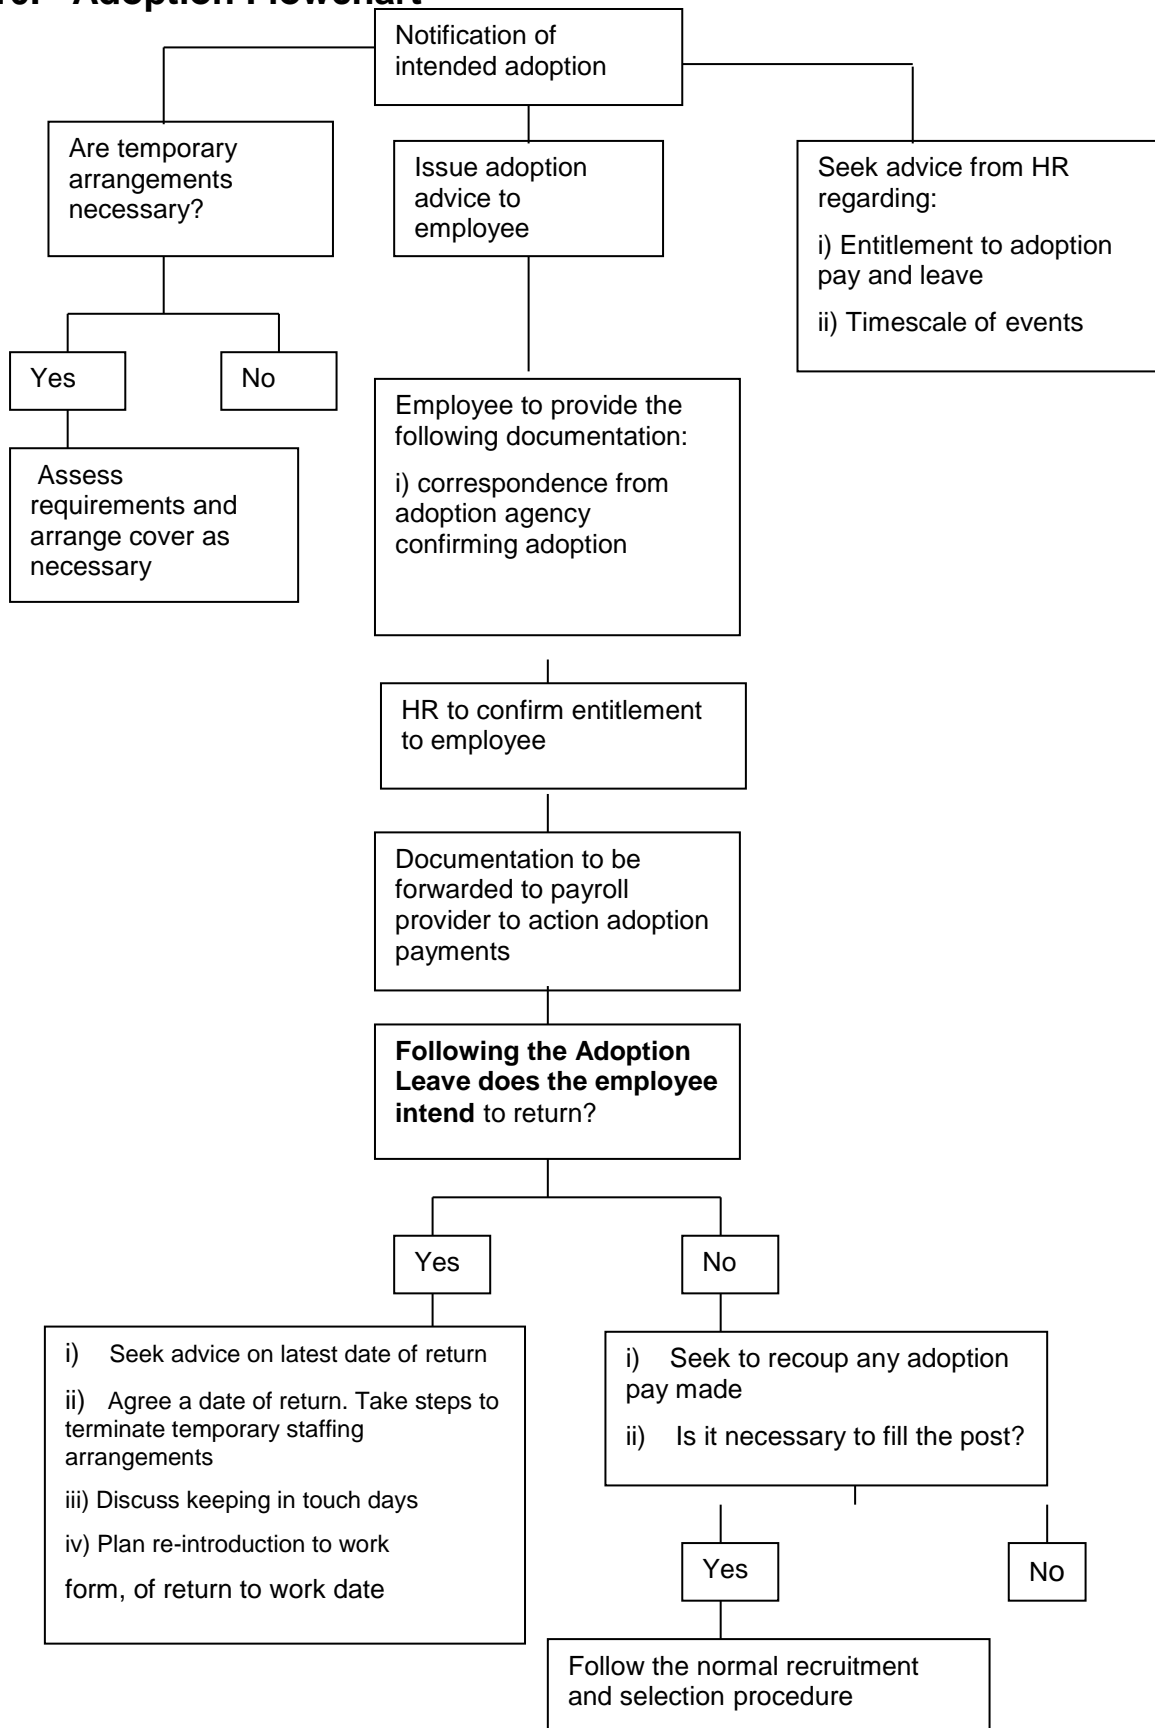 Adoption Flowchart
Notification of
intended adoption
Are temporary
arrangements
necessary?
Issue adoption
advice to
employee
Seek advice from HR
regarding:
i) Entitlement to adoption
pay and leave
ii) Timescale of events
Yes
No
Assess
requirements and
arrange cover as
necessary
Employee to provide the
following documentation:
i) correspondence from
adoption agency
confirming adoption
HR to confirm entitlement
to employee
Documentation to be
forwarded to payroll
provider to action adoption
payments
Following the Adoption
Leave does the employee
intend to return?
Yes
No
i) Seek advice on latest date of return
ii) Agree a date of return. Take steps to
terminate temporary staffing
arrangements
iii) Discuss keeping in touch days
iv) Plan re-introduction to work
form, of return to work date
i) Seek to recoup any adoption
pay made
ii) Is it necessary to fill the post?
Yes
No
Follow the normal recruitment
and selection procedure